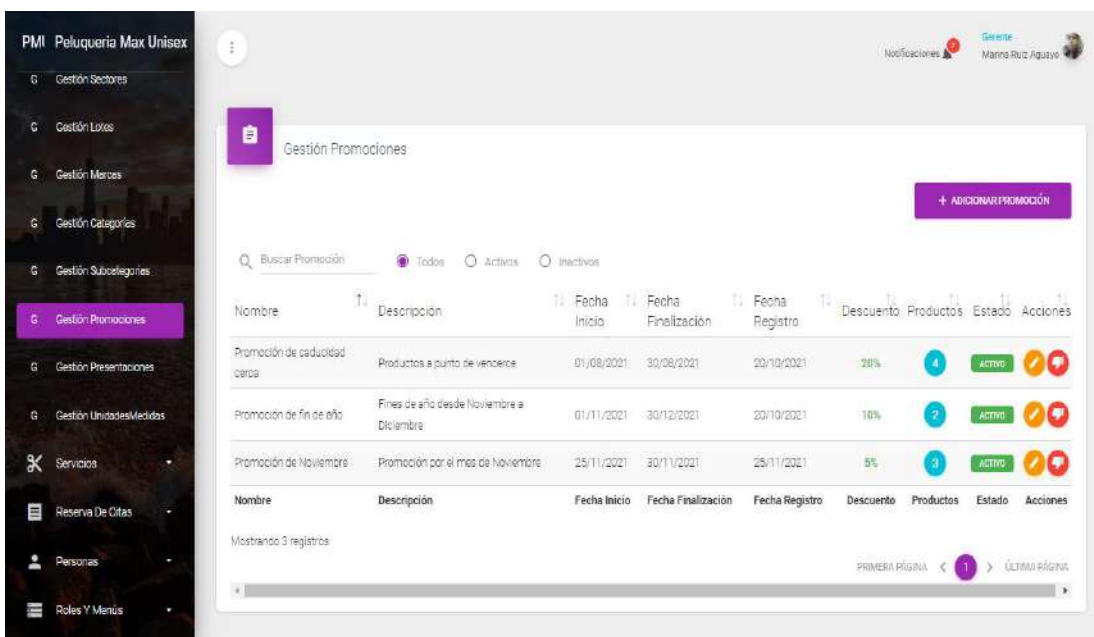 PMI Peluqueria Max Unisex
G Gestión Sectores
G Gestión Lotes
G Gestión Marcas
G Gestión Categorías
G Gestión Subcategorías
G Gestión Promociones
G Gestión Presentaciones
G Gestión UnidadesMedidas
Servicios
Reserva De Citas
Personas
Roles Y Menús
Notificaciones
Gerente
Marina Ruiz Aguayo
Gestión Promociones
+ ADICIONAR PROMOCIÓN
Buscar Promoción
Todos Activos Inactivos
Nombre Descripción Fecha Inicio Fecha Finalización Fecha Registro Descuento Productos Estado Acciones
Promoción de caducidad cerca Productos a punto de vencerce 01/08/2021 30/08/2021 20/10/2021 20% 4 ACTIVO
Promoción de fin de año Fines de año desde Noviembre a Diciembre 01/11/2021 30/12/2021 20/10/2021 10% 2 ACTIVO
Promoción de Noviembre Promoción por el mes de Noviembre 25/11/2021 30/11/2021 25/11/2021 5% 3 ACTIVO
Nombre Descripción Fecha Inicio Fecha Finalización Fecha Registro Descuento Productos Estado Acciones
Mostrando 3 registros
PRIMERA PÁGINA < 1 > ÚLTIMA PÁGINA